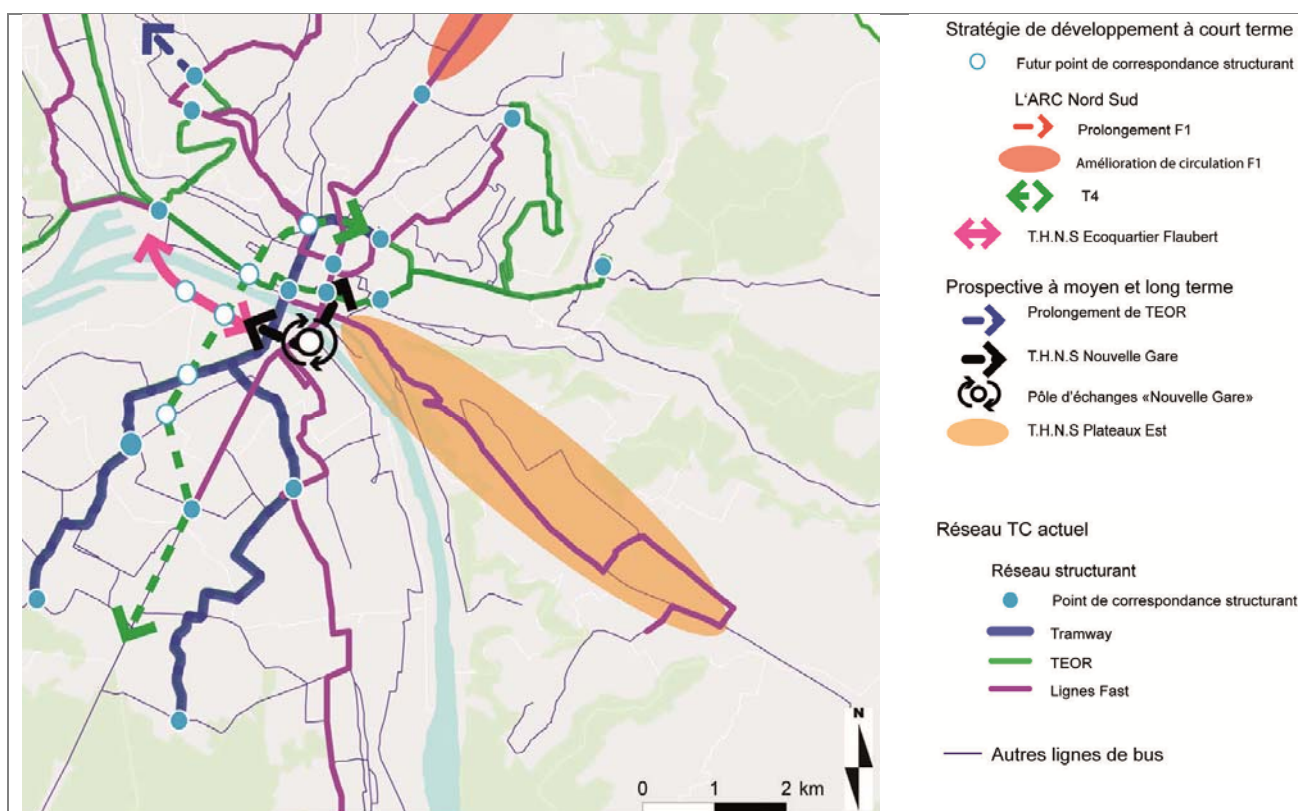 Stratégie de développement à court terme
Futur point de correspondance structurant
L'ARC Nord Sud
Prolongement F1
Amélioration de circulation F1
T4
T.H.N.S Ecoquartier Flaubert
Prospective à moyen et long terme
Prolongement de TEOR
T.H.N.S Nouvelle Gare
Pôle d'échanges «Nouvelle Gare»
T.H.N.S Plateaux Est
Réseau TC actuel
Réseau structurant
Point de correspondance structurant
Tramway
TEOR
Lignes Fast
Autres lignes de bus
N
0 1 2 km